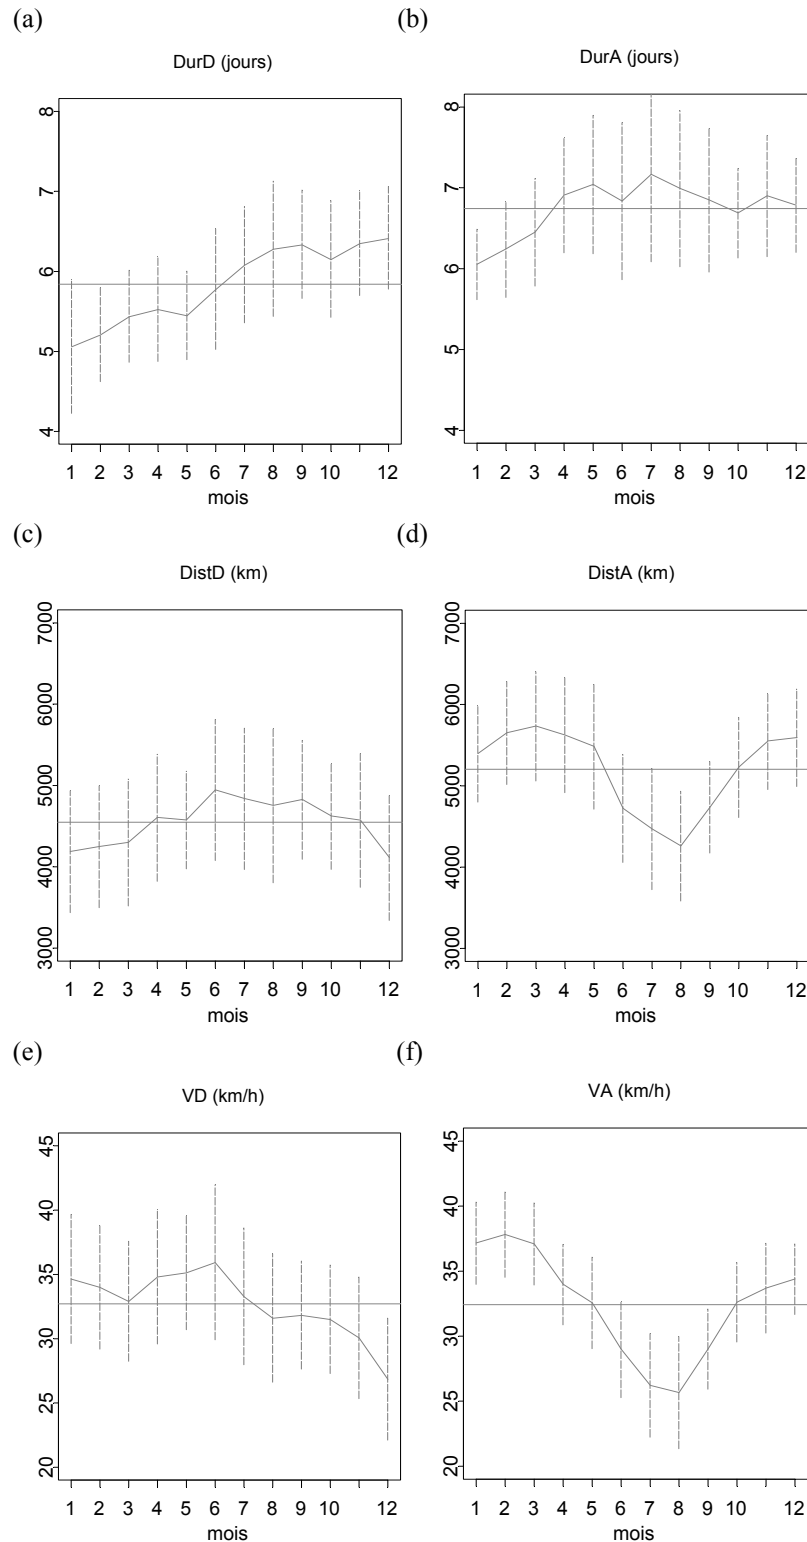 (a)
DurD (jours)
8
7
6
5
4
1 2 3 4 5 6 7 8 9 10 12
mois
(b)
DurA (jours)
8
7
6
5
4
1 2 3 4 5 6 7 8 9 10 12
mois
(c)
DistD (km)
7000
6000
5000
4000
3000
1 2 3 4 5 6 7 8 9 10 12
mois
(d)
DistA (km)
7000
6000
5000
4000
3000
1 2 3 4 5 6 7 8 9 10 12
mois
(e)
VD (km/h)
45
40
35
30
25
20
1 2 3 4 5 6 7 8 9 10 12
mois
(f)
VA (km/h)
45
40
35
30
25
20
1 2 3 4 5 6 7 8 9 10 12
mois